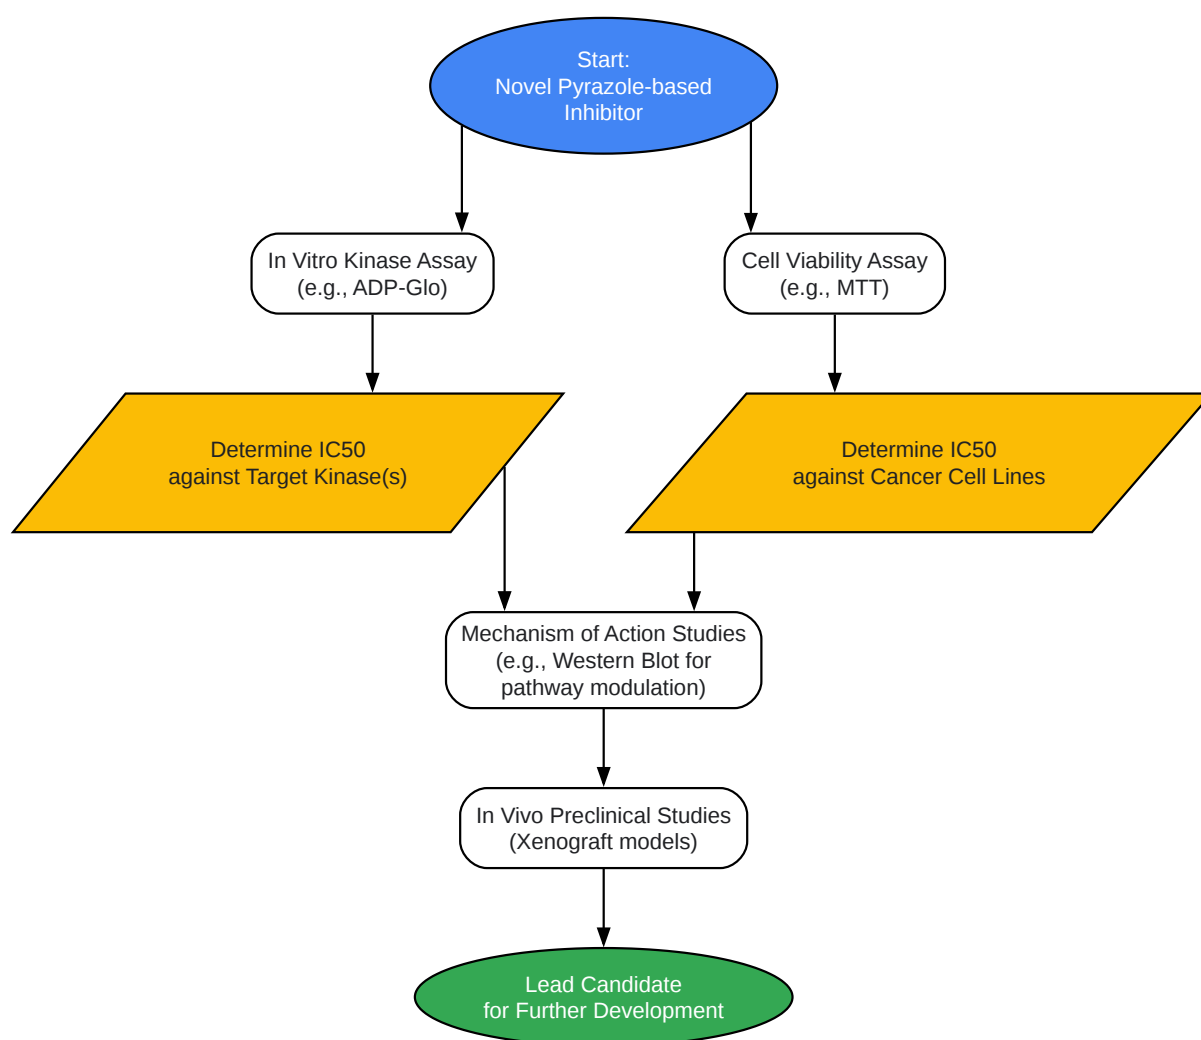 Start:
Novel Pyrazole-based
Inhibitor
In Vitro Kinase Assay
(e.g., ADP-Glo)
Cell Viability Assay
(e.g., MTT)
Determine IC50
against Target Kinase(s)
Determine IC50
against Cancer Cell Lines
Mechanism of Action Studies
(e.g., Western Blot for
pathway modulation)
In Vivo Preclinical Studies
(Xenograft models)
Lead Candidate
for Further Development